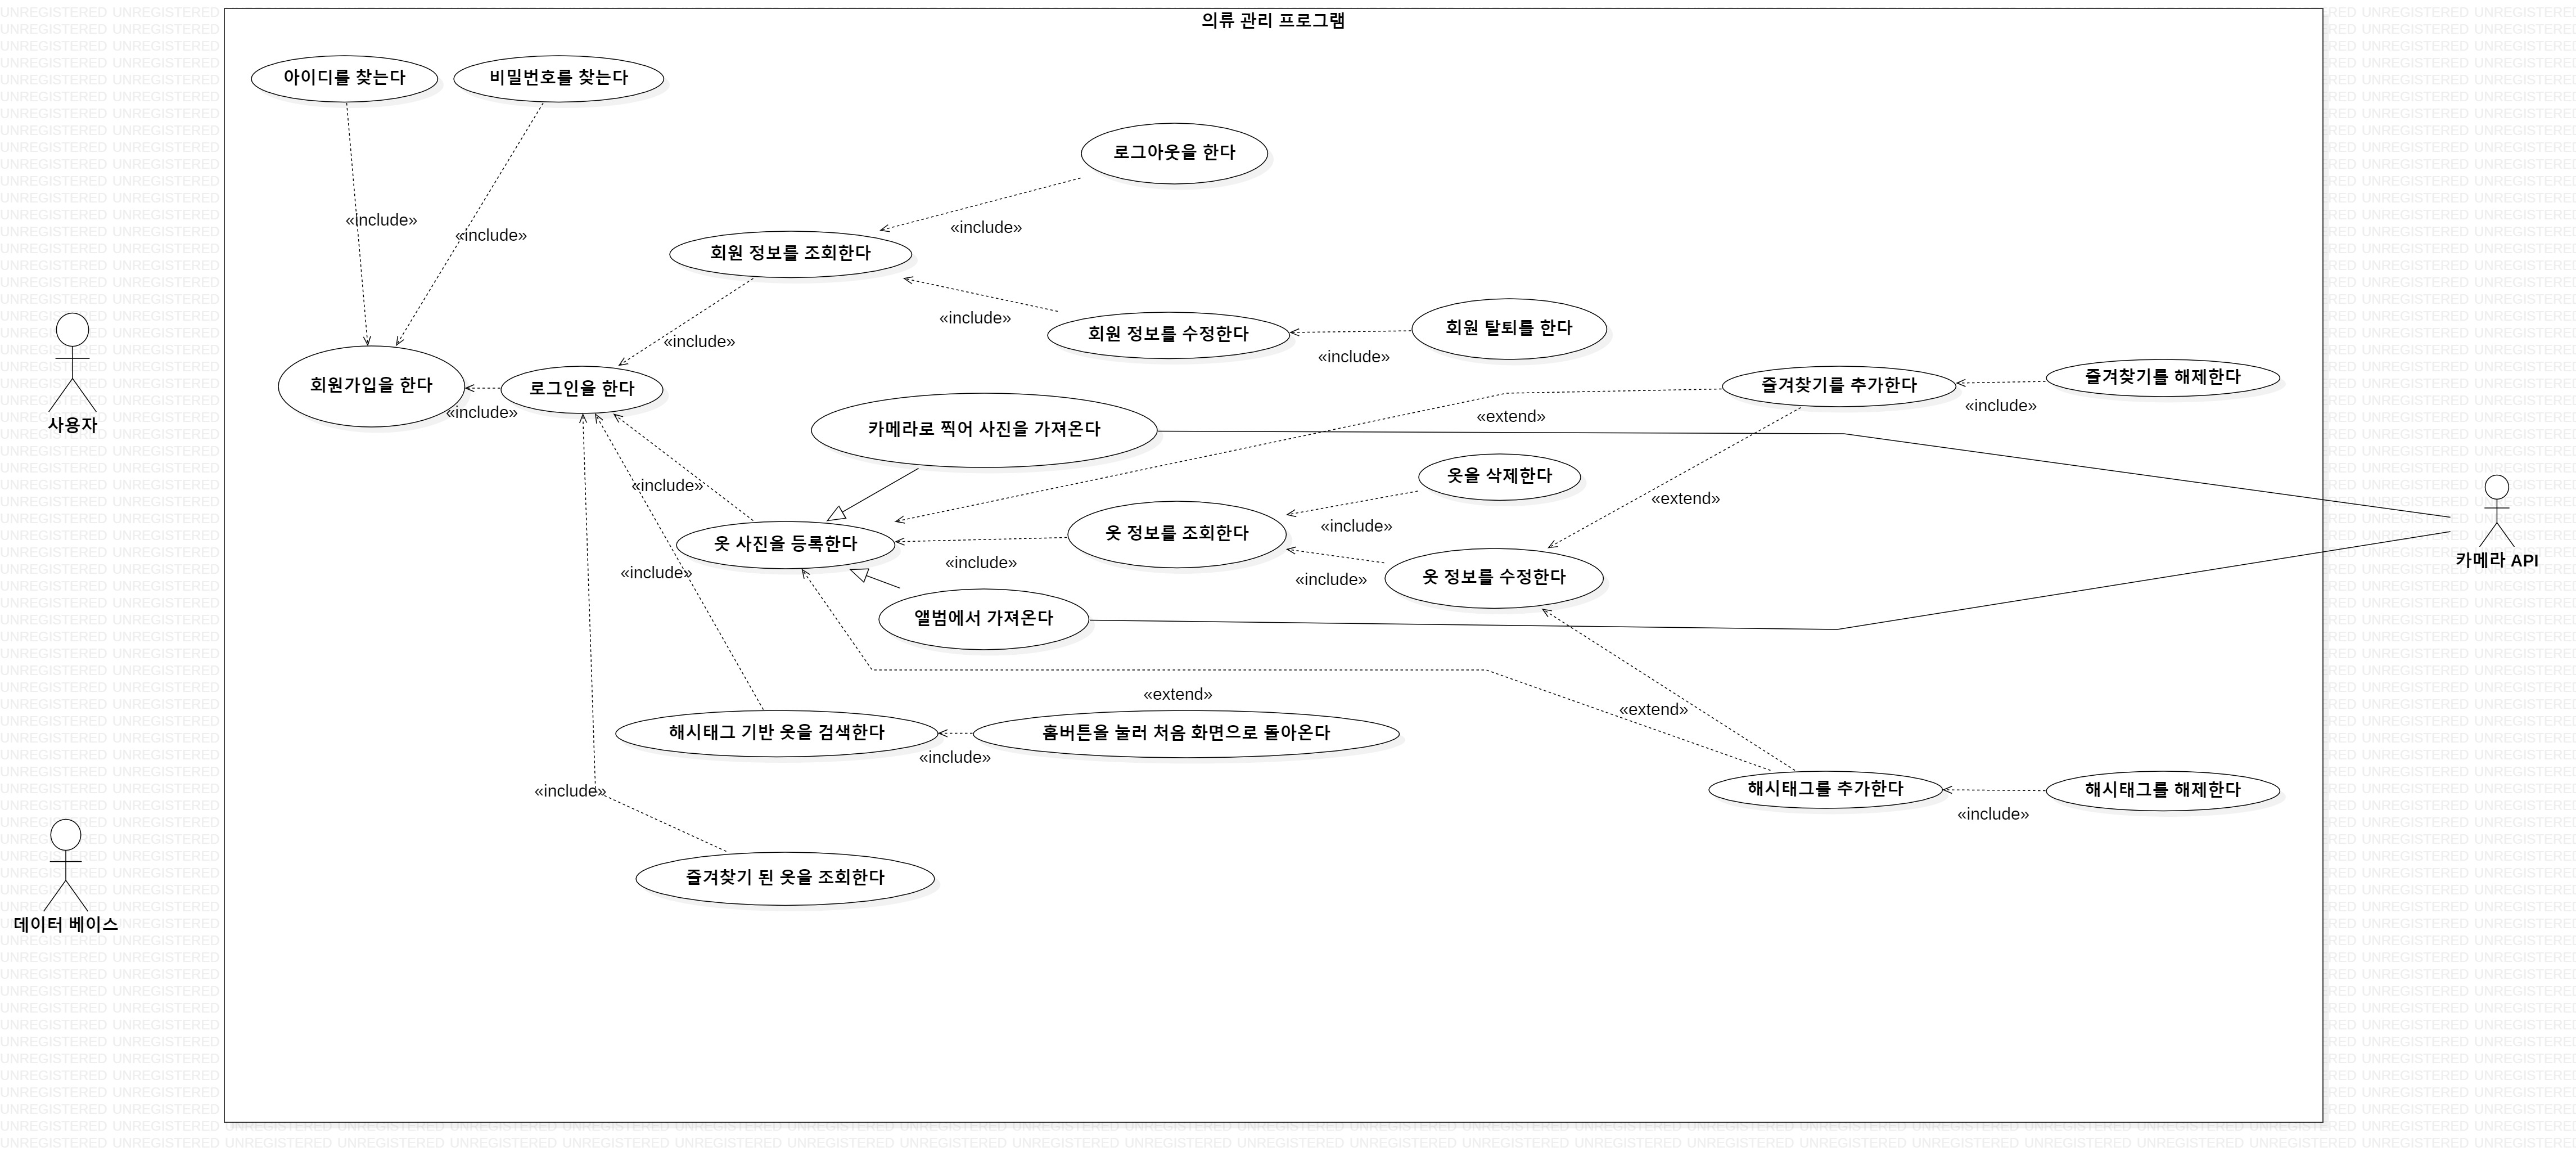 의류 관리 프로그램
아이디를 찾는다
비밀번호를 찾는다
로그아웃을 한다
«include»
«include»
«include»
회원 정보를 조회한다
«include»
회원 정보를 수정한다
회원 탈퇴를 한다
«include»
«include»
사용자
회원가입을 한다
로그인을 한다
«include»
즐겨찾기를 추가한다
즐겨찾기를 해제한다
«include»
«extend»
카메라로 찍어 사진을 가져온다
«include»
옷을 삭제한다
«extend»
«include»
옷 사진을 등록한다
옷 정보를 조회한다
«include»
«include»
«include»
옷 정보를 수정한다
카메라 API
앨범에서 가져온다
«extend»
«extend»
해시태그 기반 옷을 검색한다
홈버튼을 눌러 처음 화면으로 돌아온다
«include»
«include»
해시태그를 추가한다
해시태그를 해제한다
«include»
즐겨찾기 된 옷을 조회한다
데이터 베이스